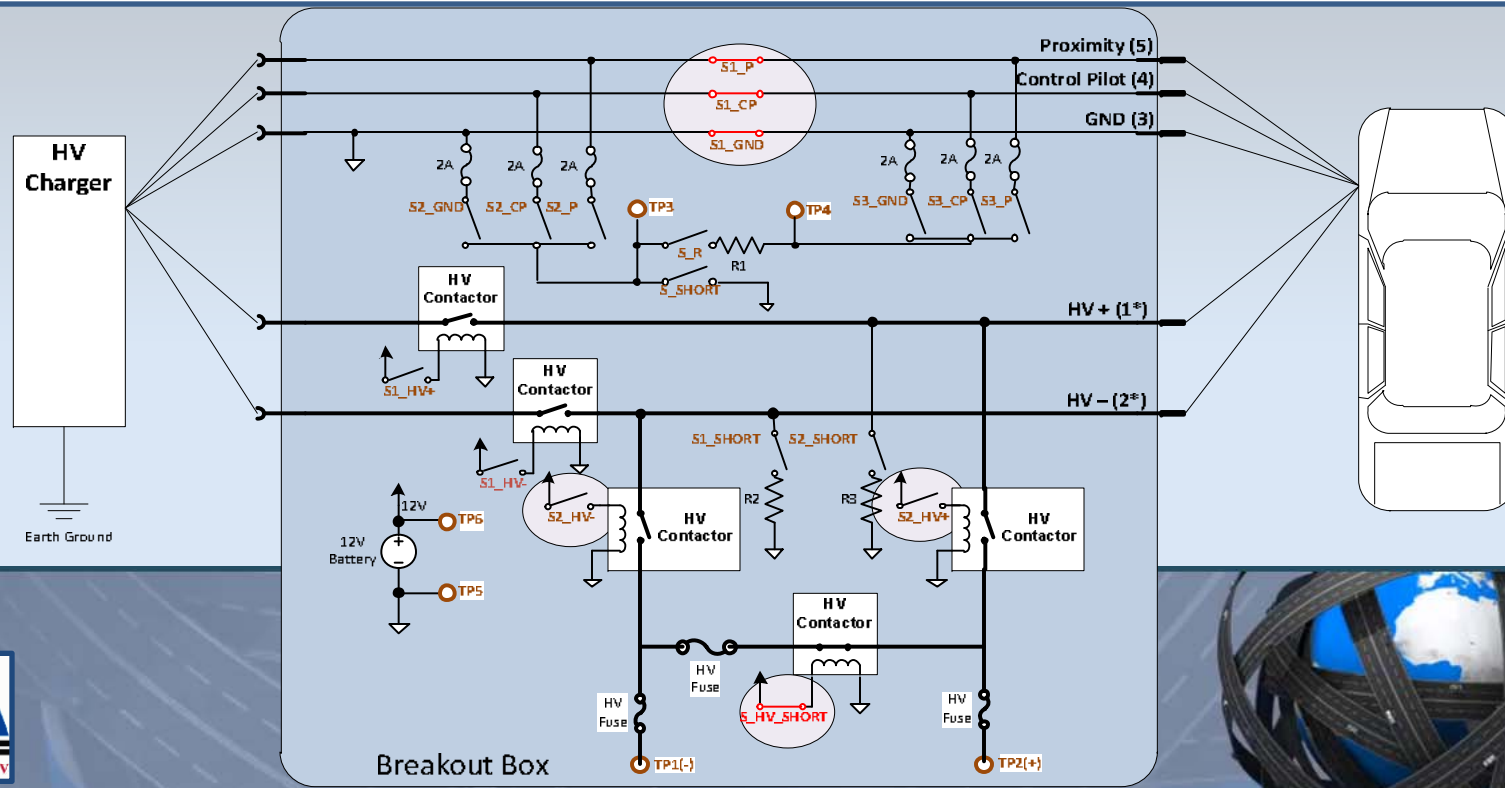 Proximity (5)
S1_P
Control Pilot (4)
S1_CP
GND (3)
S1_GND
HV
Charger
2A
2A
2A
2A
2A
2A
S2_GND
S2_CP
S2_P
TP3
TP4
S3_GND
S3_CP
S3_P
S_R
R1
S_SHORT
HV
Contactor
HV + (1*)
S1_HV+
HV
Contactor
HV – (2*)
S1_SHORT
S2_SHORT
S1_HV-
R2
R3
S2_HV-
HV
Contactor
S2_HV+
HV
Contactor
12V
TP6
12V
Battery
TP5
Earth Ground
HV
Contactor
HV
Fuse
HV
Fuse
HV
Fuse
S_HV_SHORT
TP1(-)
TP2(+)
Breakout Box